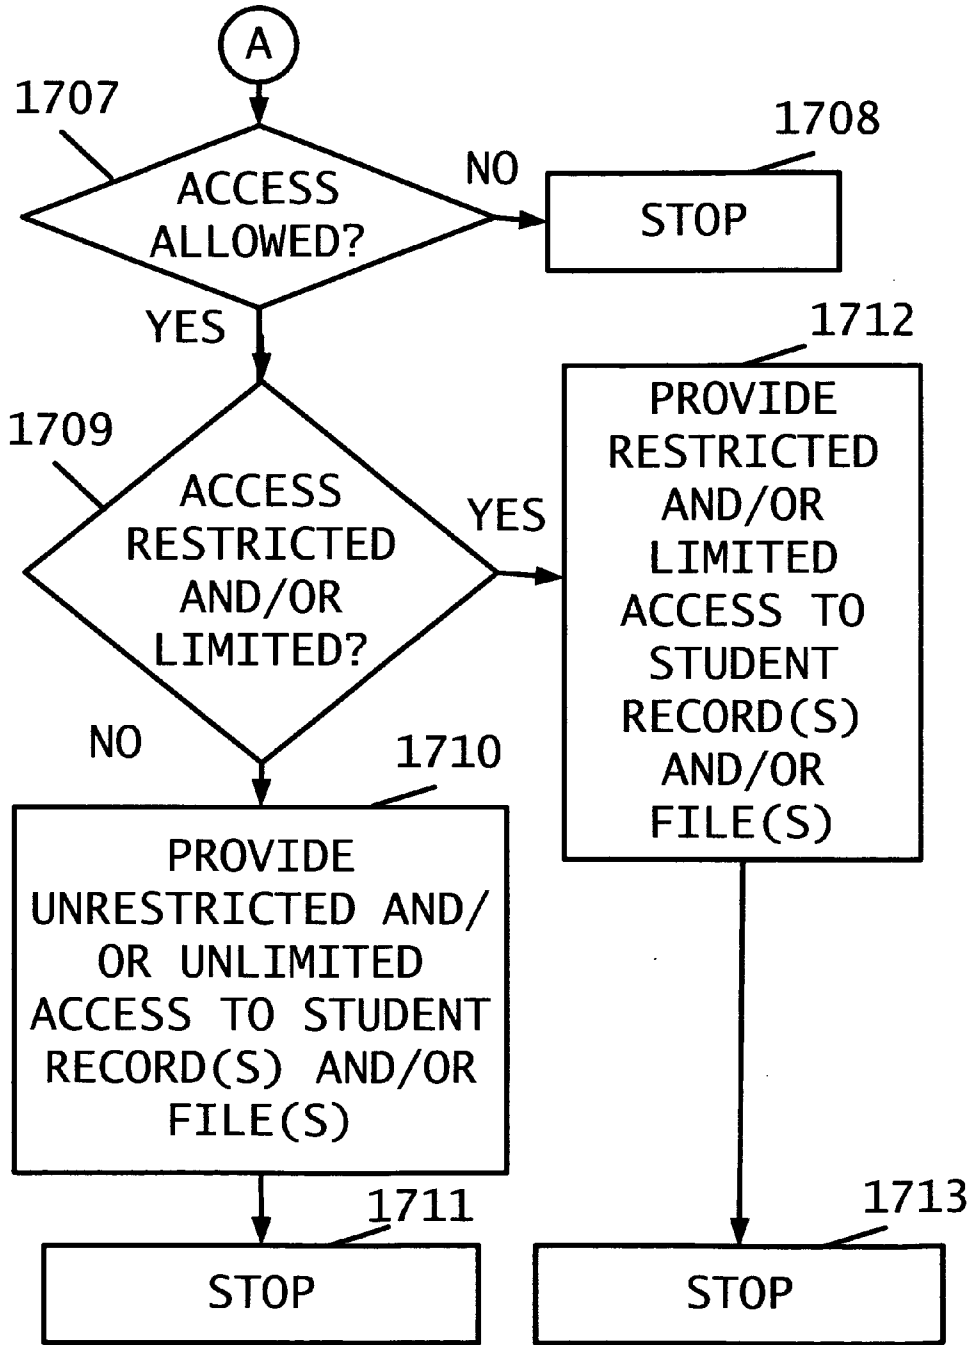 A
1707
ACCESS
ALLOWED?
NO
1708
STOP
YES
1709
ACCESS
RESTRICTED
AND/OR
LIMITED?
YES
1712
PROVIDE
RESTRICTED
AND/OR
LIMITED
ACCESS TO
STUDENT
RECORD(S)
AND/OR
FILE(S)
NO
1710
PROVIDE
UNRESTRICTED AND/
OR UNLIMITED
ACCESS TO STUDENT
RECORD(S) AND/OR
FILE(S)
1711
STOP
1713
STOP